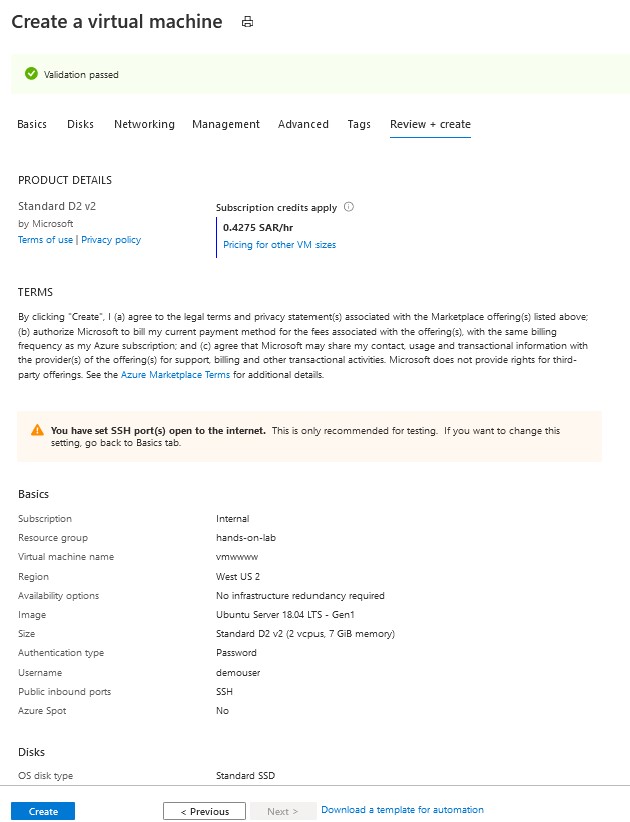 Create a virtual machine
Validation passed
Basics Disks Networking Management Advanced Tags Review + create
PRODUCT DETAILS
Standard D2 v2
by Microsoft
Terms of use | Privacy policy
Subscription credits apply
0.4275 SAR/hr
Pricing for other VM sizes
TERMS
By clicking "Create", I (a) agree to the legal terms and privacy statement(s) associated with the Marketplace offering(s) listed above;
(b) authorize Microsoft to bill my current payment method for the fees associated with the offering(s), with the same billing
frequency as my Azure subscription; and (c) agree that Microsoft may share my contact, usage and transactional information with
the provider(s) of the offering(s) for support, billing and other transactional activities. Microsoft does not provide rights for third-
party offerings. See the Azure Marketplace Terms for additional details.
You have set SSH port(s) open to the internet. This is only recommended for testing. If you want to change this
setting, go back to Basics tab.
Basics
Subscription Internal
Resource group hands-on-lab
Virtual machine name vmwwww
Region West US 2
Availability options No infrastructure redundancy required
Image Ubuntu Server 18.04 LTS - Gen1
Size Standard D2 v2 (2 vcpus, 7 GiB memory)
Authentication type Password
Username demouser
Public inbound ports SSH
Azure Spot No
Disks
OS disk type Standard SSD
Create < Previous Next > Download a template for automation